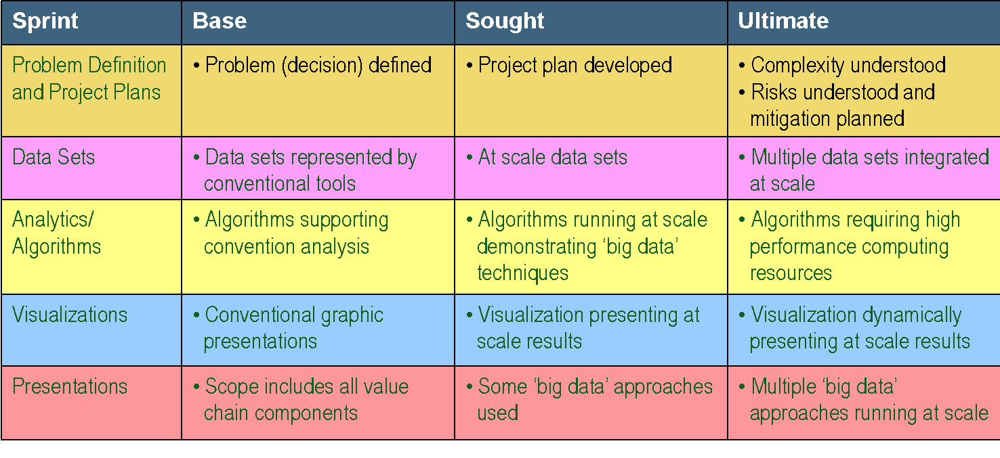 Sprint
Base
Sought
Ultimate
Problem Definition
and Project Plans
• Problem (decision) defined
• Project plan developed
• Complexity understood
• Risks understood and
mitigation planned
Data Sets
• Data sets represented by
conventional tools
• At scale data sets
• Multiple data sets integrated
at scale
Analytics/
Algorithms
• Algorithms supporting
convention analysis
• Algorithms running at scale
demonstrating ‘big data’
techniques
• Algorithms requiring high
performance computing
resources
Visualizations
• Conventional graphic
presentations
• Visualization presenting at
scale results
• Visualization dynamically
presenting at scale results
Presentations
• Scope includes all value
chain components
• Some ‘big data’ approaches
used
• Multiple ‘big data’
approaches running at scale